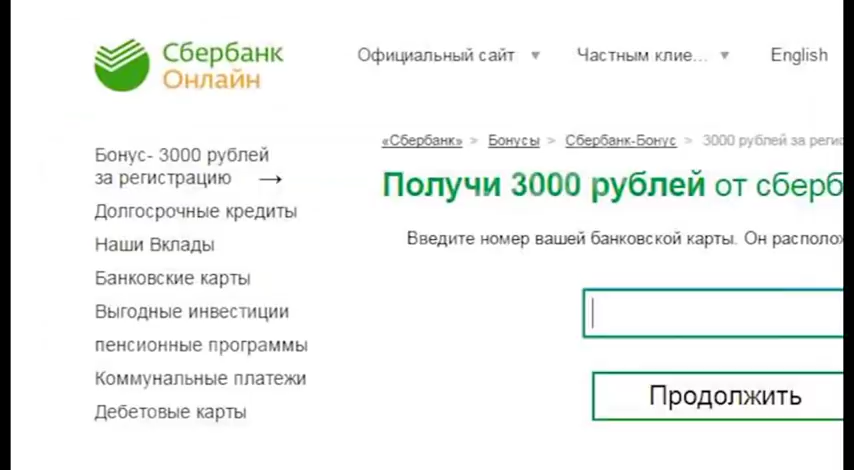 Сбербанк
Онлайн
Официальный сайт
Частным клие...
English
«Сбербанк» > Бонусы > Сбербанк-Бонус > 3000 рублей за реги
Бонус- 3000 рублей
за регистрацию →
Долгосрочные кредиты
Наши Вклады
Банковские карты
Выгодные инвестиции
пенсионные программы
Коммунальные платежи
Дебетовые карты
Получи 3000 рублей от сберб
Введите номер вашей банковской карты. Он располож
Продолжить